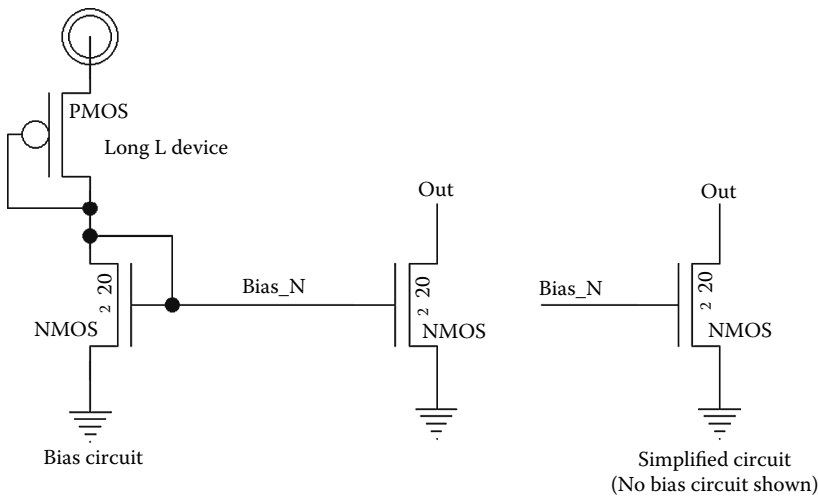 PMOS
Long L device
Out
Out
20
2
NMOS
Bias_N
20
2
NMOS
Bias_N
20
2
NMOS
Bias circuit
Simplified circuit
(No bias circuit shown)